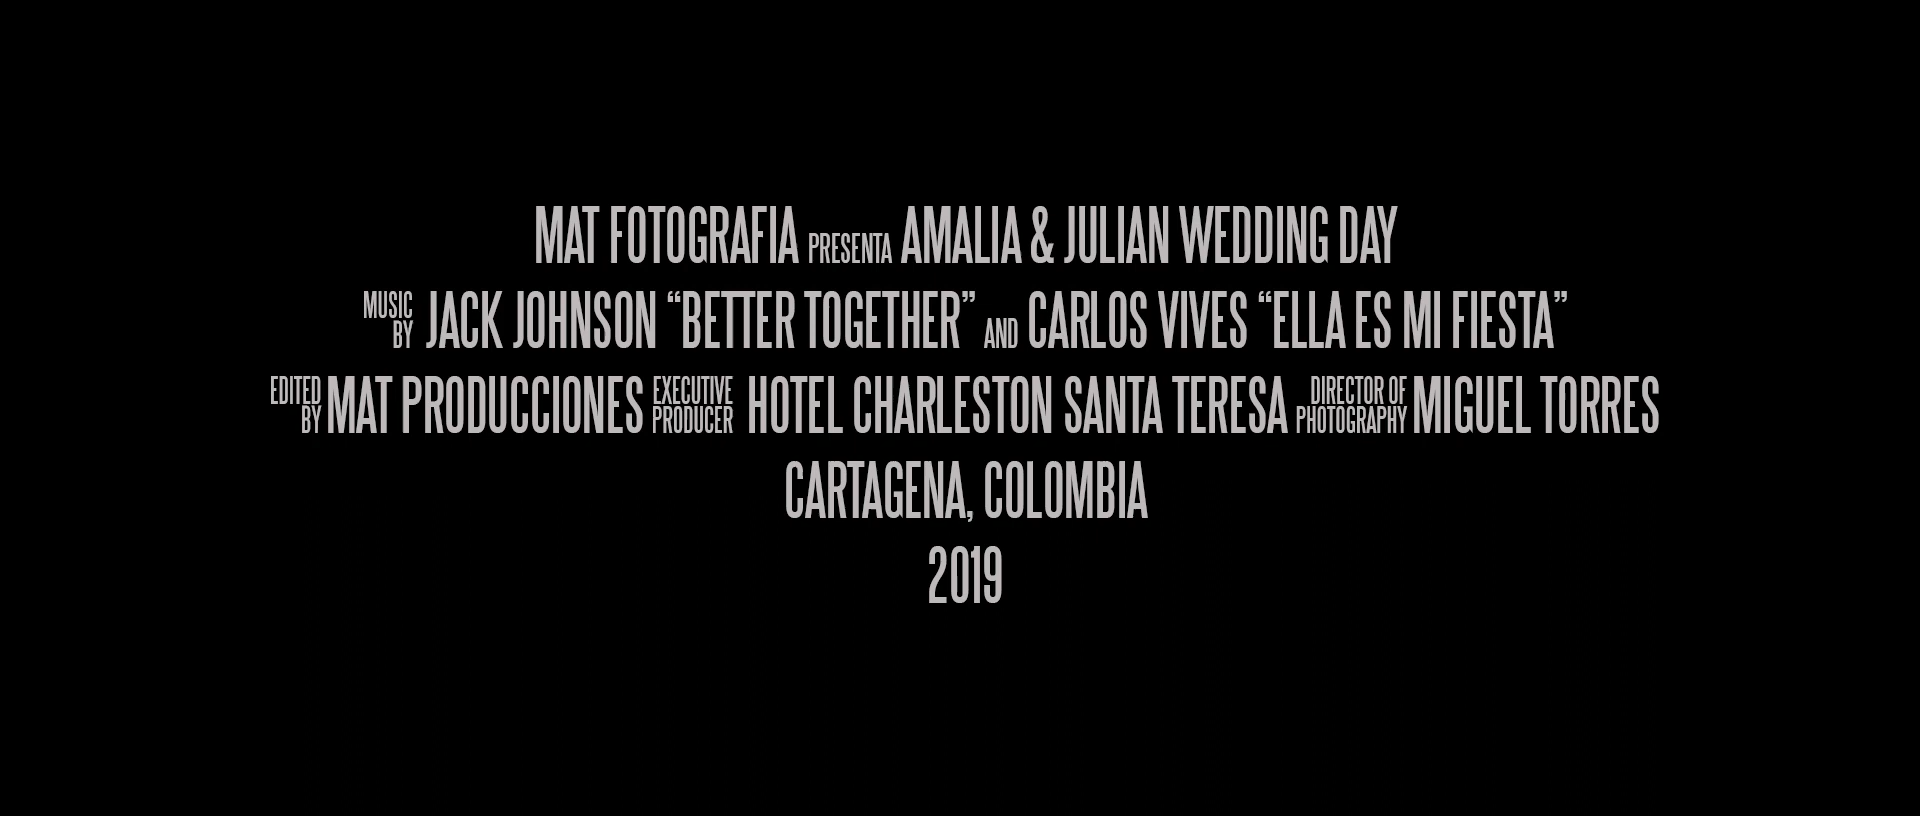 MAT FOTOGRAFIA PRESENTA AMALIA & JULIAN WEDDING DAY
MUSIC BY JACK JOHNSON “BETTER TOGETHER” AND CARLOS VIVES “ELLA ES MI FIESTA”
EDITED BY MAT PRODUCCIONES EXECUTIVE PRODUCER HOTEL CHARLESTON SANTA TERESA DIRECTOR OF PHOTOGRAPHY MIGUEL TORRES
CARTAGENA, COLOMBIA
2019